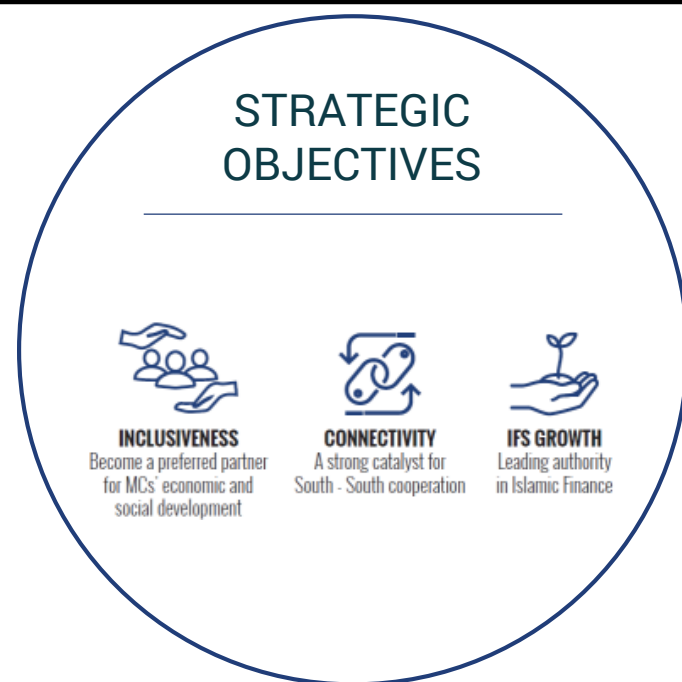 STRATEGIC
OBJECTIVES
INCLUSIVENESS
Become a preferred partner
for MCs' economic and
social development
CONNECTIVITY
A strong catalyst for
South - South cooperation
IFS GROWTH
Leading authority
in Islamic Finance